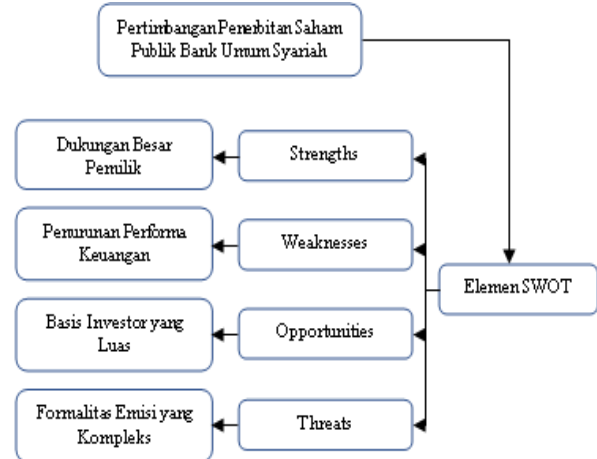 Pertimbangan Penerbitan Saham
Publik Bank Umum Syariah
Dukungan Besar
Pemilik
Strengths
Penurunan Performa
Keuangan
Weaknesses
Elemen SWOT
Basis Investor yang
Luas
Opportunities
Formalitas Emisi yang
Kompleks
Threats